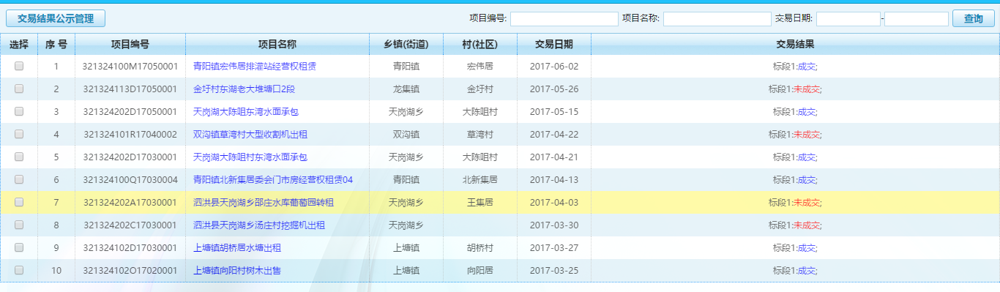 交易结果公示管理 项目编号: 项目名称: 交易日期: - 查询
选择 序 号 项目编号 项目名称 乡镇(街道) 村(社区) 交易日期 交易结果
1 321324100M17050001 青阳镇宏伟居排灌站经营权租赁 青阳镇 宏伟居 2017-06-02 标段1:成交;
2 321324113D17050001 金圩村东湖老大堆塘口2段 龙集镇 金圩村 2017-05-26 标段1:未成交;
3 321324202D17050001 天岗湖大陈咀东湾水面承包 天岗湖乡 大陈咀村 2017-05-15 标段1:成交;
4 321324101R17040002 双沟镇草湾村大型收割机出租 双沟镇 草湾村 2017-04-22 标段1:未成交;
5 321324202D17030001 天岗湖大陈咀村东湾水面承包 天岗湖乡 大陈咀村 2017-04-21 标段1:成交;
6 321324100Q17030004 青阳镇北新集居委会门市房经营权租赁04 青阳镇 北新集居 2017-04-13 标段1:成交;
7 321324202A17030001 泗洪县天岗湖乡邵庄水库葡萄园转租 天岗湖乡 王集居 2017-04-03 标段1:未成交;
8 321324202C17030001 泗洪县天岗湖乡汤庄村挖掘机出租 天岗湖乡 2017-03-30 标段1:未成交;
9 321324102D17030001 上塘镇胡桥居水塘出租 上塘镇 胡桥村 2017-03-27 标段1:成交;
10 321324102O17020001 上塘镇向阳村树木出售 上塘镇 向阳居 2017-03-25 标段1:成交;